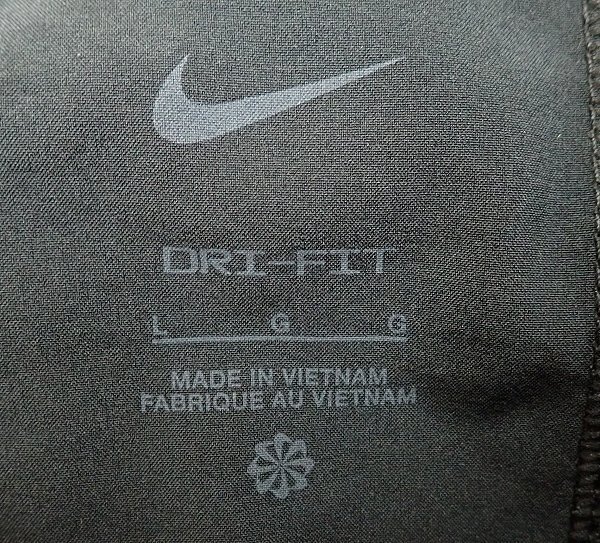 DRI-FIT
L G G
MADE IN VIETNAM
FABRIQUE AU VIETNAM